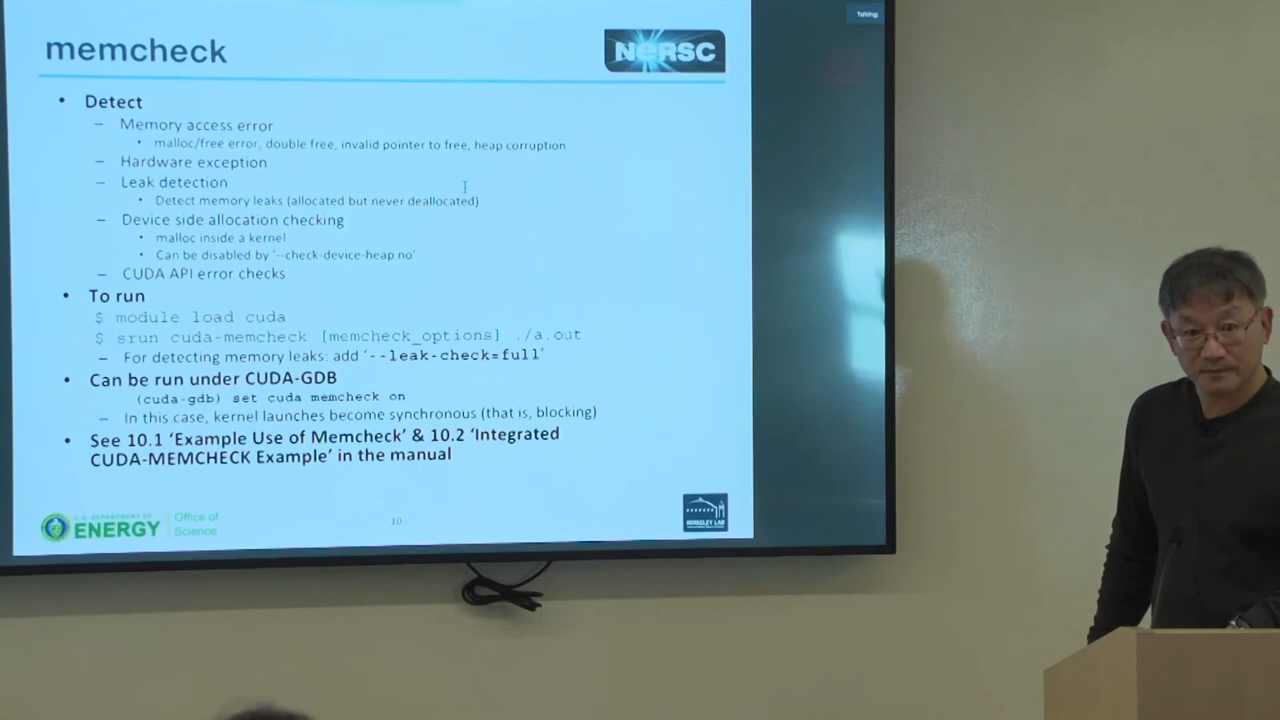 Talking:
memcheck
NERSC
• Detect
– Memory access error
• malloc/free error, double free, invalid pointer to free, heap corruption
– Hardware exception
– Leak detection
• Detect memory leaks (allocated but never deallocated)
– Device side allocation checking
• malloc inside a kernel
• Can be disabled by '--check-device-heap no'
– CUDA API error checks
• To run
$ module load cuda
$ srun cuda-memcheck [memcheck_options] ./a.out
– For detecting memory leaks: add '--leak-check=full'
• Can be run under CUDA-GDB
(cuda-gdb) set cuda memcheck on
– In this case, kernel launches become synchronous (that is, blocking)
• See 10.1 ‘Example Use of Memcheck’ & 10.2 ‘Integrated
CUDA-MEMCHECK Example’ in the manual
U.S. DEPARTMENT OF
ENERGY
Office of
Science
10
BERKELEY LAB